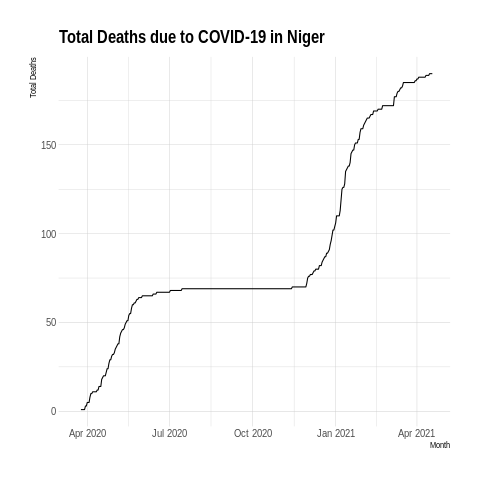 Total Deaths due to COVID-19 in Niger
Total Deaths
150
100
50
0
Apr 2020 Jul 2020 Oct 2020 Jan 2021 Apr 2021
Month